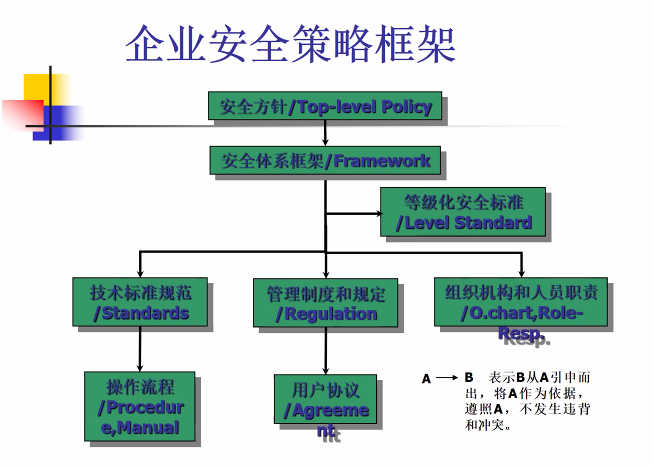 企业安全策略框架
安全方针/Top-level Policy
安全体系框架/Framework
等级化安全标准
/Level Standard
技术标准规范
/Standards
管理制度和规定
/Regulation
组织机构和人员职责
/O.chart,Role-
Resp.
操作流程
/Procedur
e,Manual
用户协议
/Agreeme
nt
A B 表示B从A引申而
出，将A作为依据，
遵照A，不发生违背
和冲突。